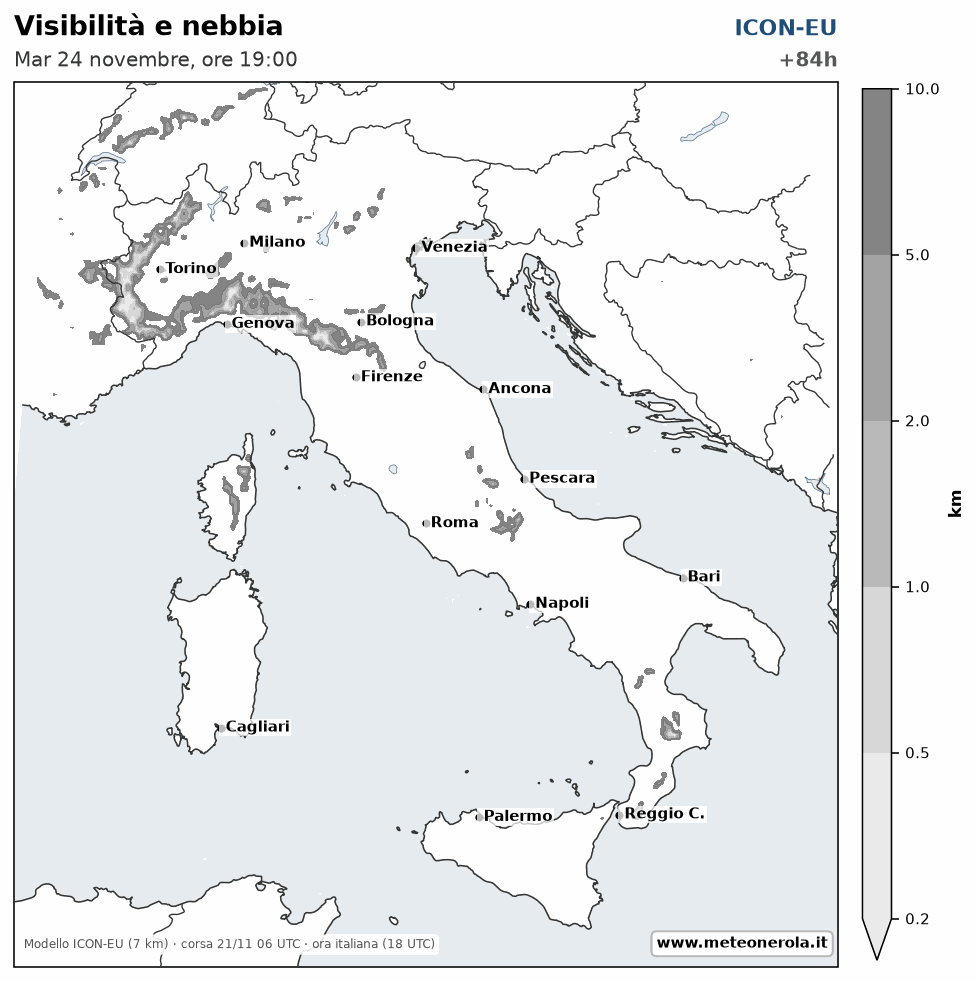 Visibilità e nebbia
ICON-EU
Mar 24 novembre, ore 19:00
+84h
10.0
5.0
2.0
1.0
0.5
0.2
km
Milano
Venezia
Torino
Genova
Bologna
Firenze
Ancona
Pescara
Roma
Bari
Napoli
Cagliari
Palermo
Reggio C.
Modello ICON-EU (7 km) · corsa 21/11 06 UTC · ora italiana (18 UTC)
www.meteonerola.it